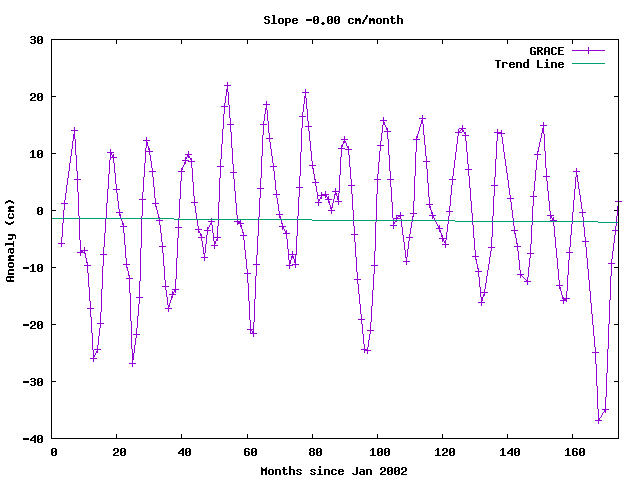 Slope -0.00 cm/month
GRACE
Trend Line
30
20
10
0
-10
-20
-30
-40
Anomaly (cm)
0 20 40 60 80 100 120 140 160
Months since Jan 2002